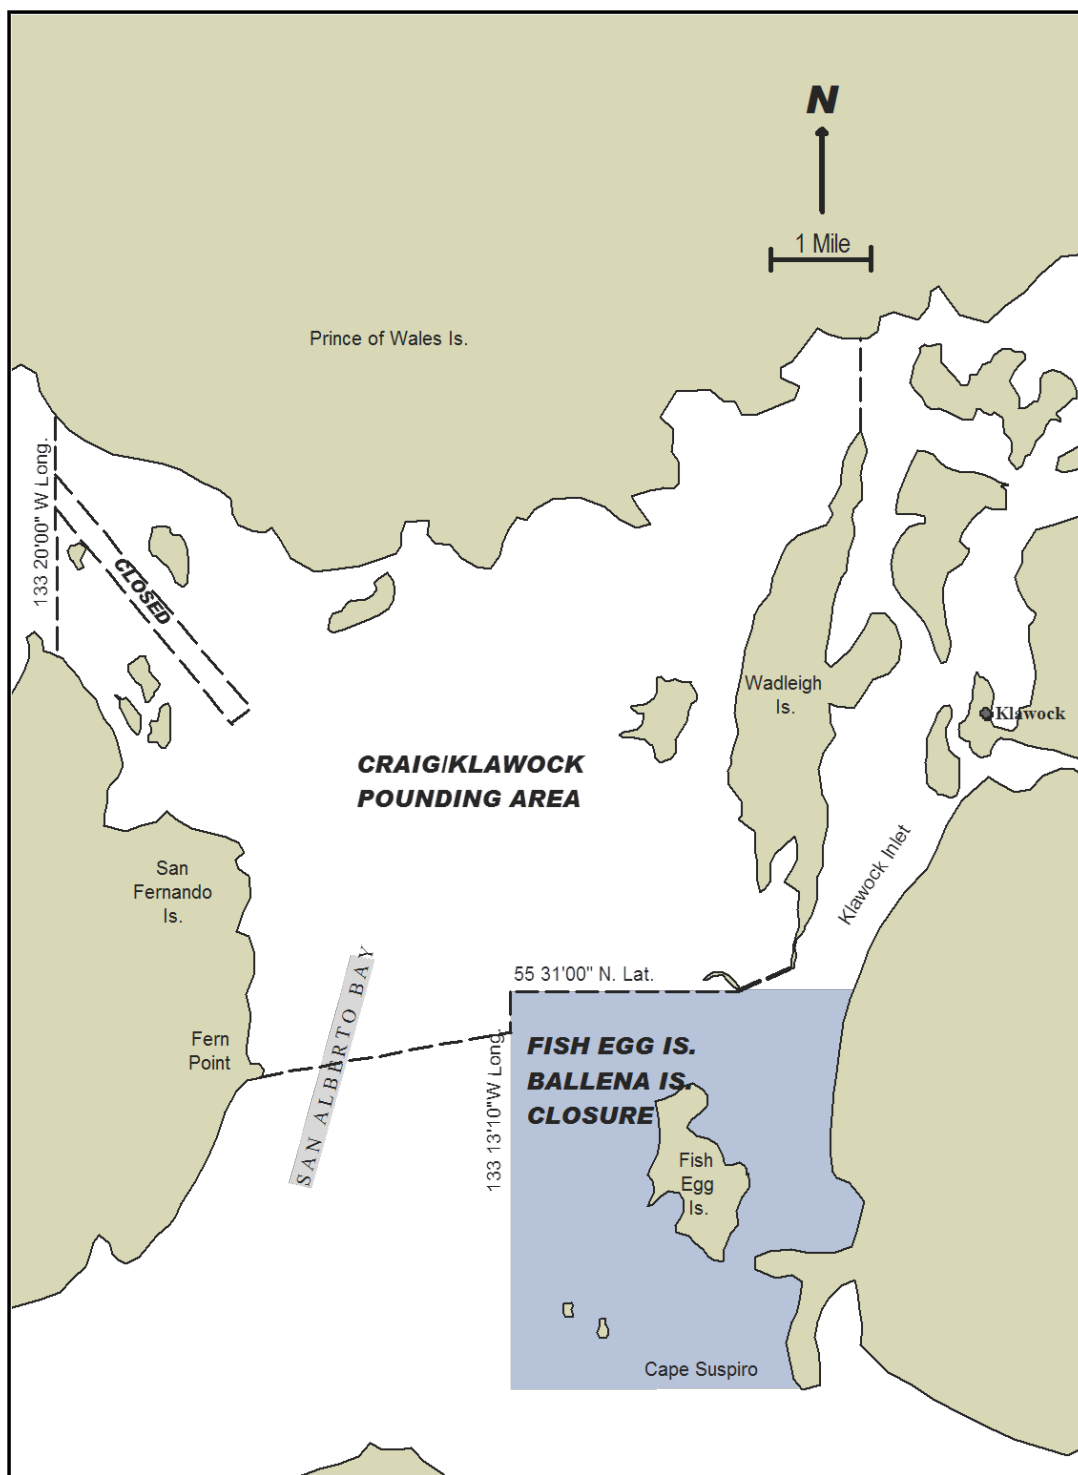 N
1 Mile
Prince of Wales Is.
133 20'00" W Long.
CLOSED
Wadleigh
Is.
Klawock
CRAIG/KLAWOCK
POUNDING AREA
Klawock Inlet
San
Fernando
Is.
SAN ALBERTO BAY
55 31'00" N. Lat.
Fern
Point
133 13'10"W Long.
FISH EGG IS.
BALLENA IS.
CLOSURE
Fish
Egg
Is.
Cape Suspiro